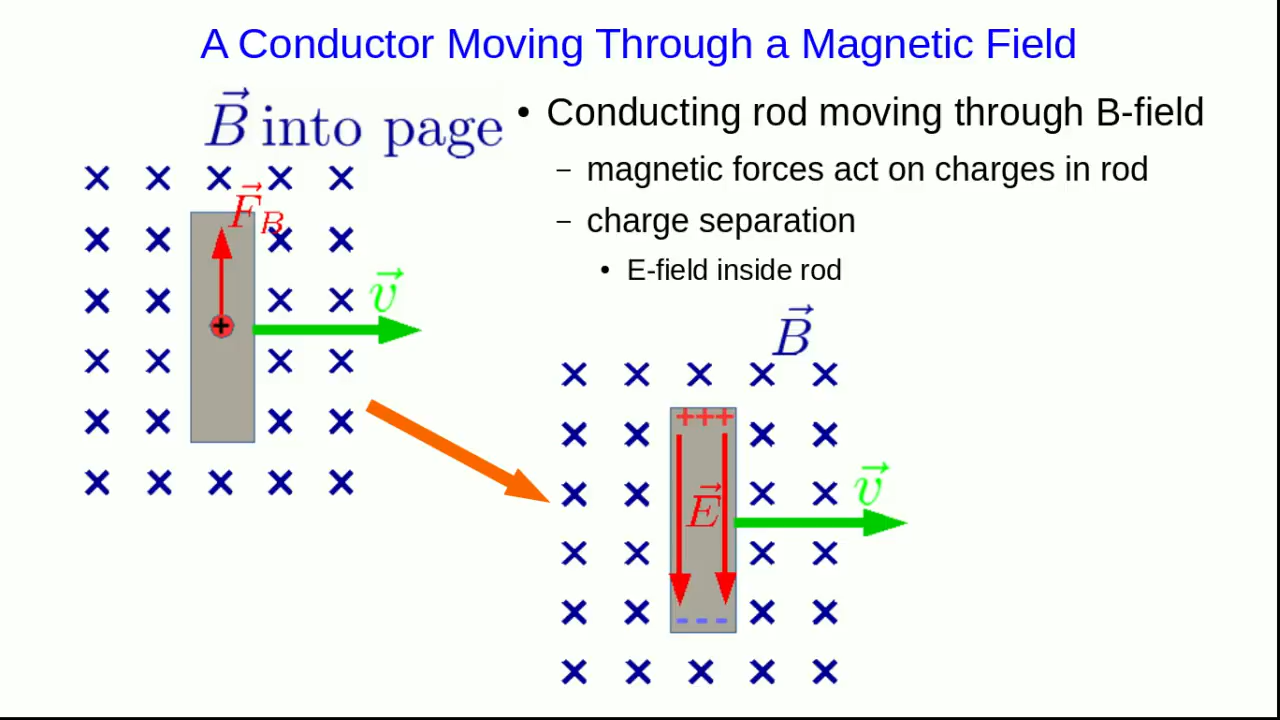 A Conductor Moving Through a Magnetic Field
B⃗ into page
• Conducting rod moving through B-field
– magnetic forces act on charges in rod
– charge separation
• E-field inside rod
F⃗_B
+
v⃗
B⃗
+++
E⃗
v⃗
- - -